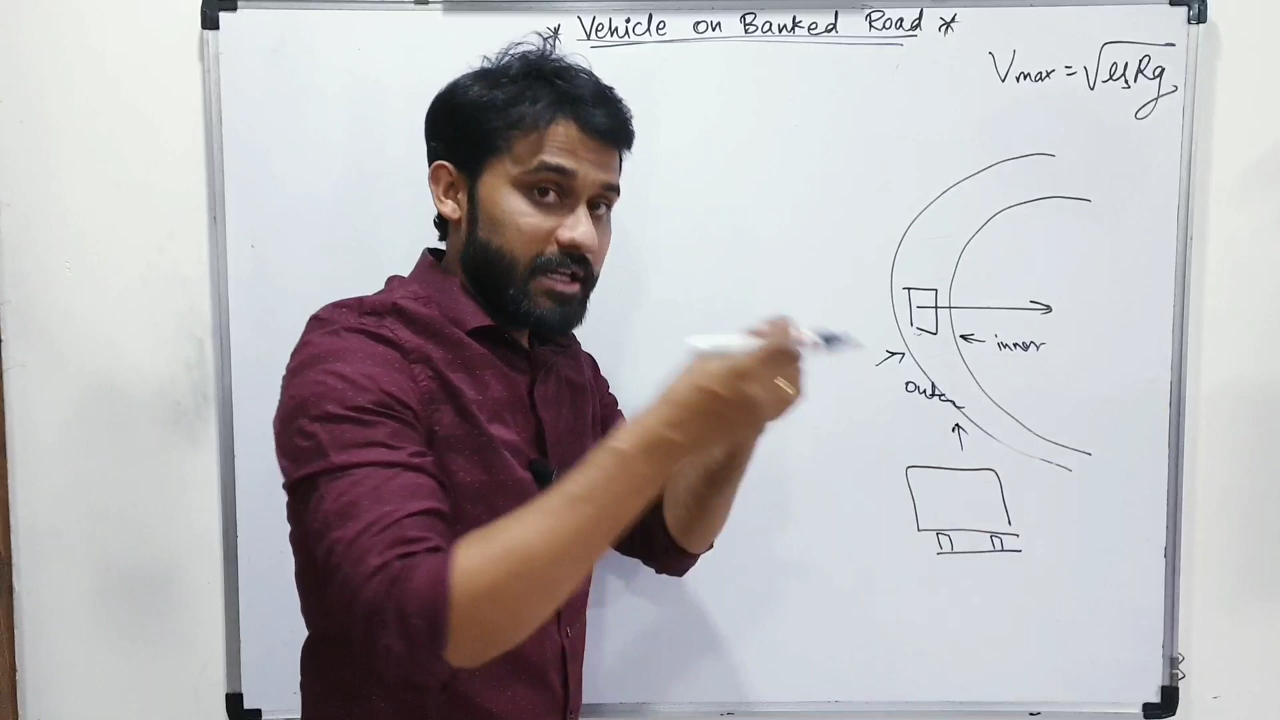 * Vehicle on Banked Road *
Vmax = √μsRg
inner
outer